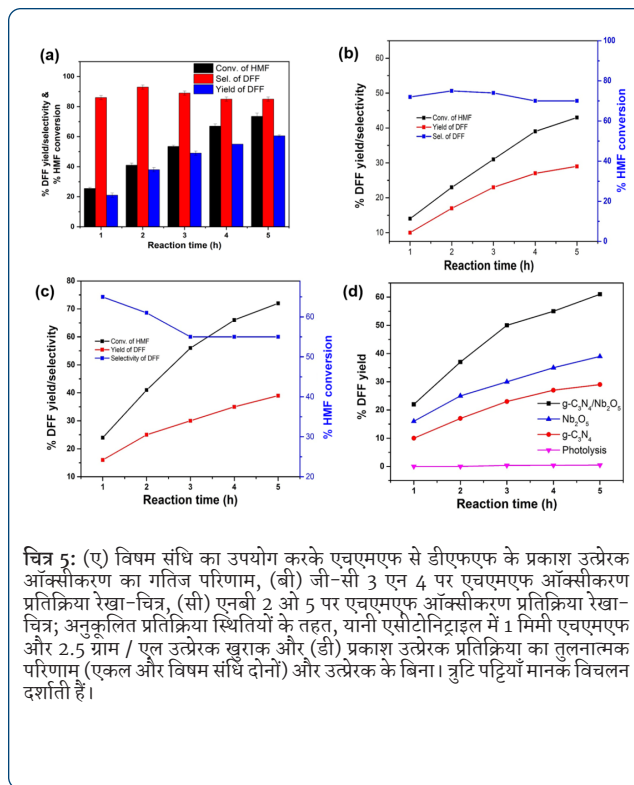 (a)
Conv. of HMF
Sel. of DFF
Yield of DFF
% DFF yield/selectivity &
% HMF conversion
100
80
60
40
20
0
1 2 3 4 5
Reaction time (h)
(b)
Conv. of HMF
Yield of DFF
Sel. of DFF
% DFF yield/selectivity
60
50
40
30
20
10
100
75
50
25
0
% HMF conversion
1 2 3 4 5
Reaction time (h)
(c)
Conv. of HMF
Yield of DFF
Selectivity of DFF
% DFF yield/selectivity
80
70
60
50
40
30
20
10
60
50
40
30
20
% HMF conversion
1 2 3 4 5
Reaction time (h)
(d)
% DFF yield
60
50
40
30
20
10
0
g-C₃N₄/Nb₂O₅
Nb₂O₅
g-C₃N₄
Photolysis
1 2 3 4 5
Reaction time (h)
चित्र 5: (ए) विषम संधि का उपयोग करके एचएमएफ से डीएफएफ के प्रकाश उत्प्रेरक
ऑक्सीकरण का गतिज परिणाम, (बी) जी-सी 3 एन 4 पर एचएमएफ ऑक्सीकरण
प्रतिक्रिया रेखा-चित्र, (सी) एनबी 2 ओ 5 पर एचएमएफ ऑक्सीकरण प्रतिक्रिया रेखा-
चित्र; अनुकूलित प्रतिक्रिया स्थितियों के तहत, यानी एसीटोनिट्राइल में 1 मिमी एचएमएफ
और 2.5 ग्राम / एल उत्प्रेरक खुराक और (डी) प्रकाश उत्प्रेरक प्रतिक्रिया का तुलनात्मक
परिणाम (एकल और विषम संधि दोनों) और उत्प्रेरक के बिना। त्रुटि पट्टियाँ मानक विचलन
दर्शाती हैं।